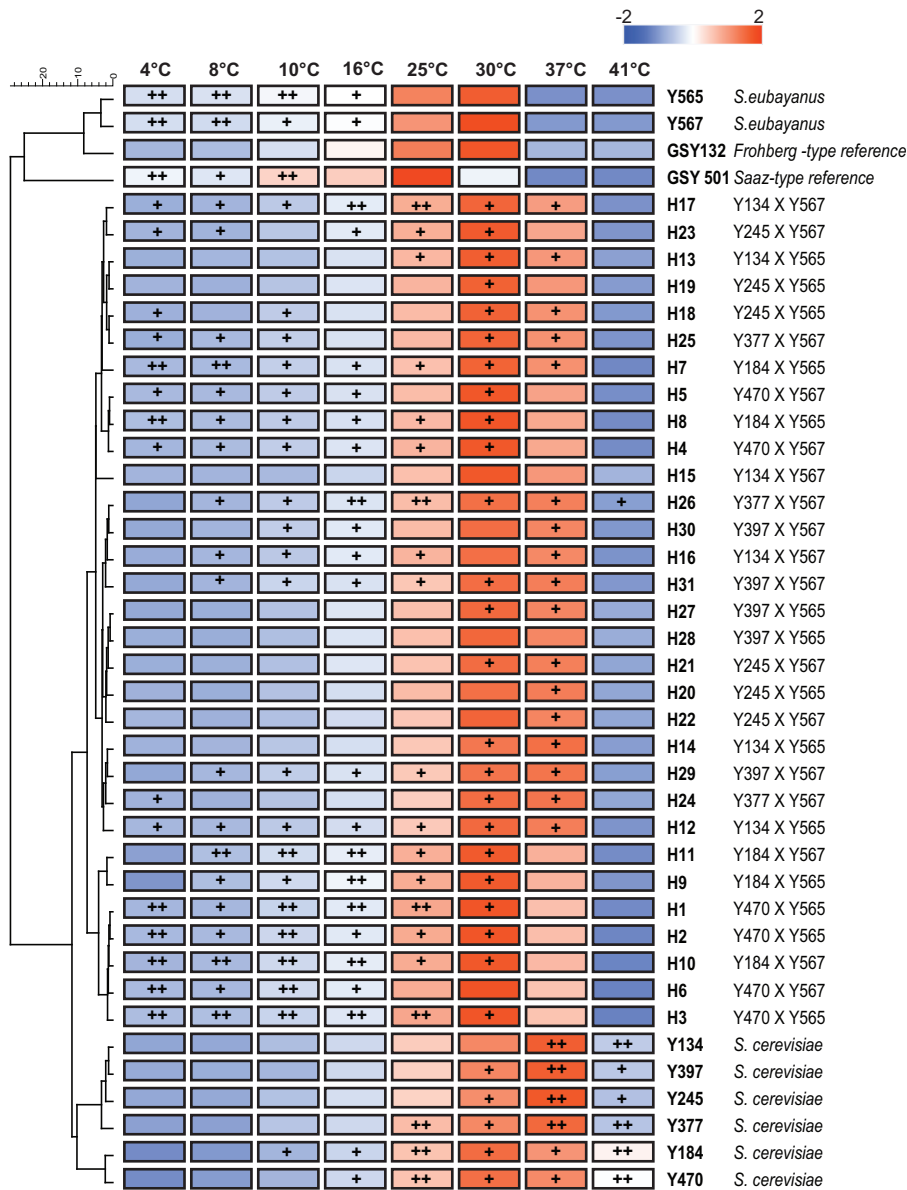 -2 2
20 10 0
4°C 8°C 10°C 16°C 25°C 30°C 37°C 41°C
++ ++ ++ + Y565 S.eubayanus
++ ++ + + Y567 S.eubayanus
GSY132 Frohberg -type reference
++ + ++ GSY 501 Saaz-type reference
+ + + ++ ++ + + H17 Y134 X Y567
+ + + + + H23 Y245 X Y567
+ + + H13 Y134 X Y565
+ H19 Y245 X Y565
+ + + + H18 Y245 X Y565
+ + + + + H25 Y377 X Y567
++ ++ + + + + + H7 Y184 X Y565
+ + + + + H5 Y470 X Y567
++ + + + + + H8 Y184 X Y565
+ + + + + + H4 Y470 X Y567
H15 Y134 X Y567
+ + ++ ++ + + + H26 Y377 X Y567
+ + + H30 Y397 X Y567
+ + + + + H16 Y134 X Y567
+ + + + + + H31 Y397 X Y567
+ + H27 Y397 X Y565
H28 Y397 X Y565
+ + H21 Y245 X Y567
+ H20 Y245 X Y565
+ H22 Y245 X Y567
+ + H14 Y134 X Y565
+ + + + + + H29 Y397 X Y567
+ + + H24 Y377 X Y567
+ + + + + + + H12 Y134 X Y565
++ ++ ++ + + H11 Y184 X Y567
+ + ++ + + H9 Y184 X Y565
++ + ++ ++ ++ + H1 Y470 X Y565
++ + ++ + + + H2 Y470 X Y565
++ ++ ++ ++ + + H10 Y184 X Y567
++ + ++ + H6 Y470 X Y567
++ ++ ++ ++ ++ + H3 Y470 X Y565
++ ++ Y134 S. cerevisiae
+ ++ + Y397 S. cerevisiae
+ ++ + Y245 S. cerevisiae
++ + ++ ++ Y377 S. cerevisiae
+ + ++ + + ++ Y184 S. cerevisiae
+ ++ + + ++ Y470 S. cerevisiae